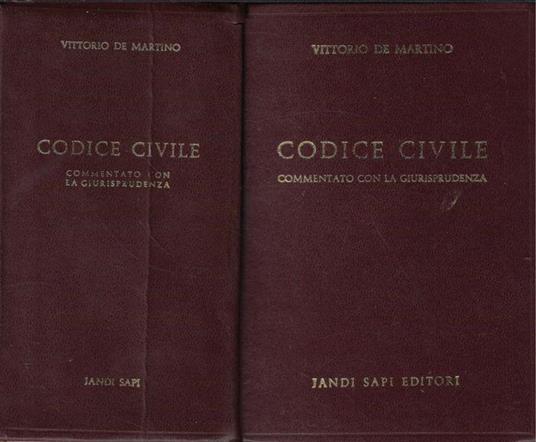 VITTORIO DE MARTINO
CODICE CIVILE
COMMENTATO CON
LA GIURISPRUDENZA
JANDI SAPI
VITTORIO DE MARTINO
CODICE CIVILE
COMMENTATO CON LA GIURISPRUDENZA
JANDI SAPI EDITORI